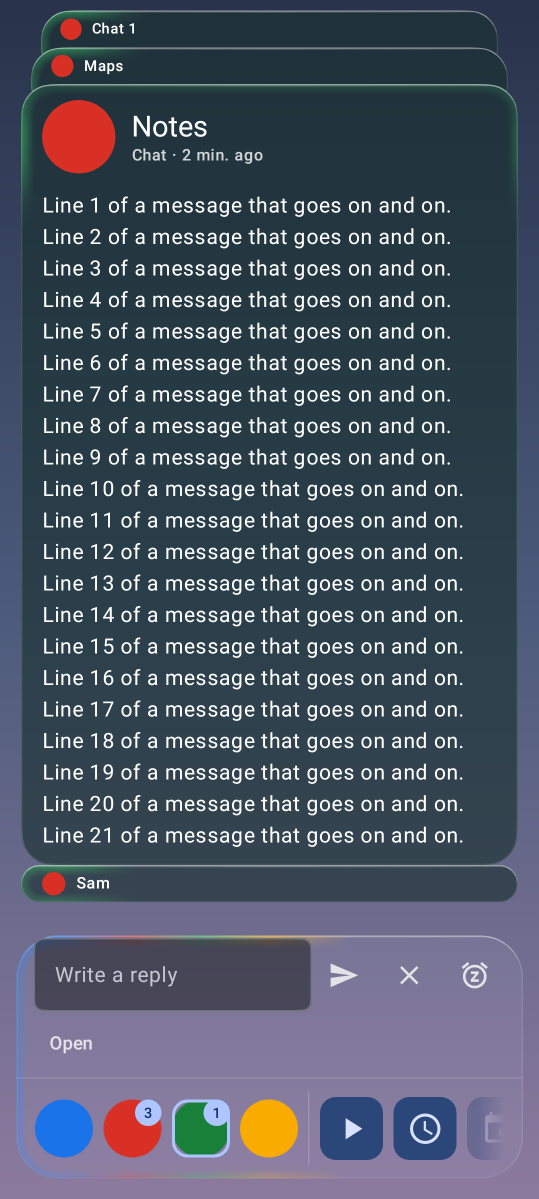 Chat 1
Maps
Notes
Chat · 2 min. ago
Line 1 of a message that goes on and on.
Line 2 of a message that goes on and on.
Line 3 of a message that goes on and on.
Line 4 of a message that goes on and on.
Line 5 of a message that goes on and on.
Line 6 of a message that goes on and on.
Line 7 of a message that goes on and on.
Line 8 of a message that goes on and on.
Line 9 of a message that goes on and on.
Line 10 of a message that goes on and on.
Line 11 of a message that goes on and on.
Line 12 of a message that goes on and on.
Line 13 of a message that goes on and on.
Line 14 of a message that goes on and on.
Line 15 of a message that goes on and on.
Line 16 of a message that goes on and on.
Line 17 of a message that goes on and on.
Line 18 of a message that goes on and on.
Line 19 of a message that goes on and on.
Line 20 of a message that goes on and on.
Line 21 of a message that goes on and on.
Sam
Write a reply
Open
3 1